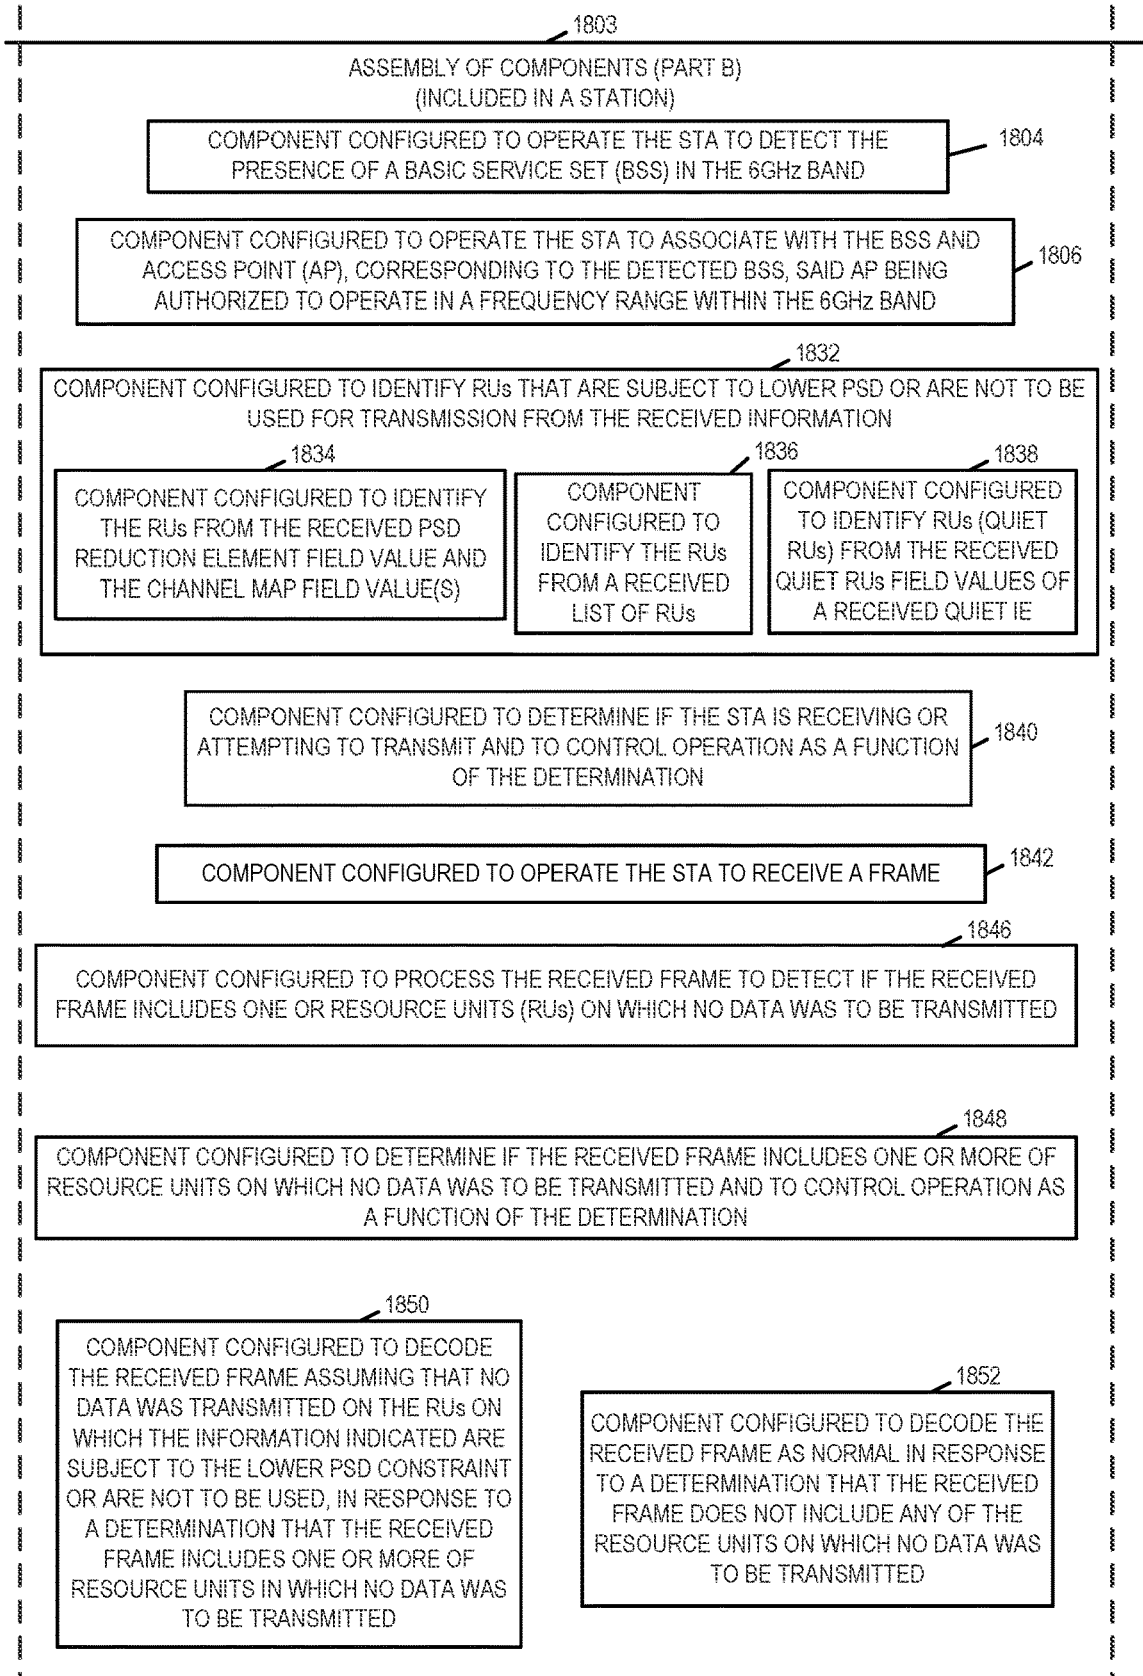 1803
ASSEMBLY OF COMPONENTS (PART B)
(INCLUDED IN A STATION)
COMPONENT CONFIGURED TO OPERATE THE STA TO DETECT THE
PRESENCE OF A BASIC SERVICE SET (BSS) IN THE 6GHz BAND
1804
COMPONENT CONFIGURED TO OPERATE THE STA TO ASSOCIATE WITH THE BSS AND
ACCESS POINT (AP), CORRESPONDING TO THE DETECTED BSS, SAID AP BEING
AUTHORIZED TO OPERATE IN A FREQUENCY RANGE WITHIN THE 6GHz BAND
1806
1832
COMPONENT CONFIGURED TO IDENTIFY RUs THAT ARE SUBJECT TO LOWER PSD OR ARE NOT TO BE
USED FOR TRANSMISSION FROM THE RECEIVED INFORMATION
1834
COMPONENT CONFIGURED TO IDENTIFY
THE RUs FROM THE RECEIVED PSD
REDUCTION ELEMENT FIELD VALUE AND
THE CHANNEL MAP FIELD VALUE(S)
1836
COMPONENT
CONFIGURED TO
IDENTIFY THE RUs
FROM A RECEIVED
LIST OF RUs
1838
COMPONENT CONFIGURED
TO IDENTIFY RUs (QUIET
RUs) FROM THE RECEIVED
QUIET RUs FIELD VALUES OF
A RECEIVED QUIET IE
COMPONENT CONFIGURED TO DETERMINE IF THE STA IS RECEIVING OR
ATTEMPTING TO TRANSMIT AND TO CONTROL OPERATION AS A FUNCTION
OF THE DETERMINATION
1840
COMPONENT CONFIGURED TO OPERATE THE STA TO RECEIVE A FRAME
1842
1846
COMPONENT CONFIGURED TO PROCESS THE RECEIVED FRAME TO DETECT IF THE RECEIVED
FRAME INCLUDES ONE OR RESOURCE UNITS (RUs) ON WHICH NO DATA WAS TO BE TRANSMITTED
1848
COMPONENT CONFIGURED TO DETERMINE IF THE RECEIVED FRAME INCLUDES ONE OR MORE OF
RESOURCE UNITS ON WHICH NO DATA WAS TO BE TRANSMITTED AND TO CONTROL OPERATION AS
A FUNCTION OF THE DETERMINATION
1850
COMPONENT CONFIGURED TO DECODE
THE RECEIVED FRAME ASSUMING THAT NO
DATA WAS TRANSMITTED ON THE RUs ON
WHICH THE INFORMATION INDICATED ARE
SUBJECT TO THE LOWER PSD CONSTRAINT
OR ARE NOT TO BE USED, IN RESPONSE TO
A DETERMINATION THAT THE RECEIVED
FRAME INCLUDES ONE OR MORE OF
RESOURCE UNITS IN WHICH NO DATA WAS
TO BE TRANSMITTED
1852
COMPONENT CONFIGURED TO DECODE THE
RECEIVED FRAME AS NORMAL IN RESPONSE
TO A DETERMINATION THAT THE RECEIVED
FRAME DOES NOT INCLUDE ANY OF THE
RESOURCE UNITS ON WHICH NO DATA WAS
TO BE TRANSMITTED